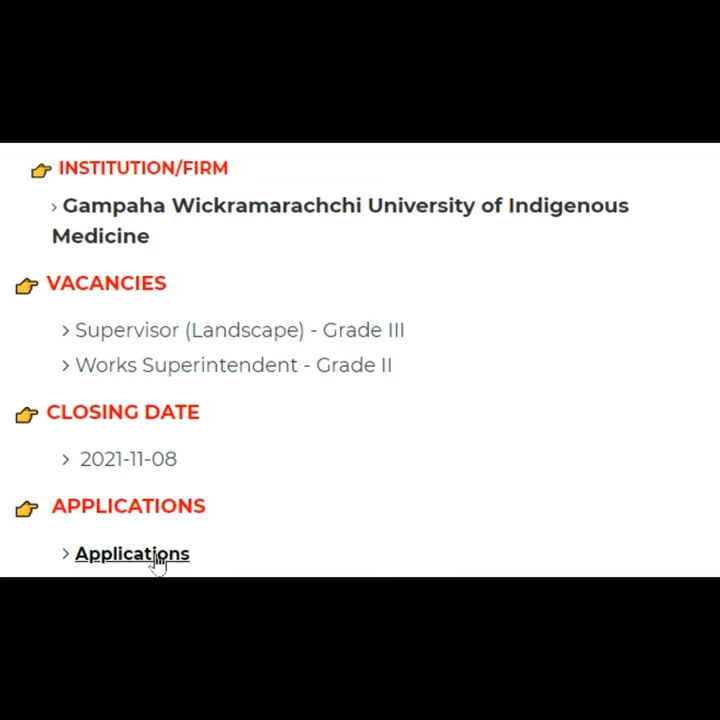 INSTITUTION/FIRM
› Gampaha Wickramarachchi University of Indigenous
Medicine
VACANCIES
› Supervisor (Landscape) - Grade III
› Works Superintendent - Grade II
CLOSING DATE
› 2021-11-08
APPLICATIONS
› Applications